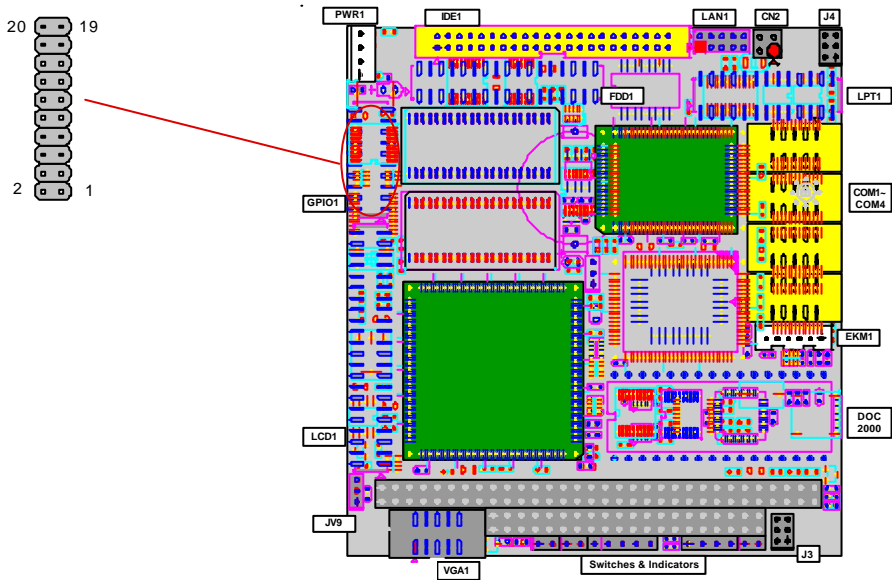 PWR1
IDE1
LAN1
CN2
J4
20
19
FDD1
LPT1
2
1
GPIO1
COM1~
COM4
EKM1
LCD1
DOC
2000
JV9
VGA1
Switches & Indicators
J3